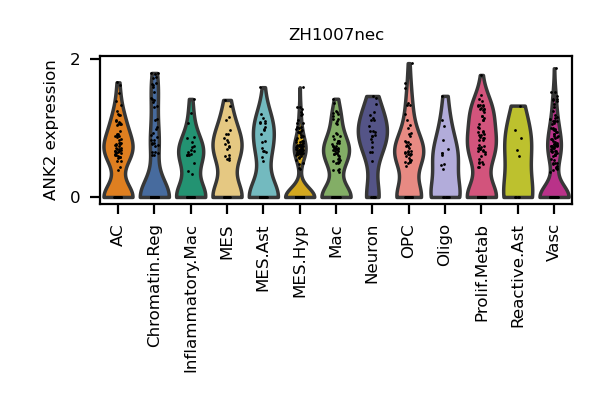 ZH1007nec
ANK2 expression
2
0
AC
Chromatin.Reg
Inflammatory.Mac
MES
MES.Ast
MES.Hyp
Mac
Neuron
OPC
Oligo
Prolif.Metab
Reactive.Ast
Vasc